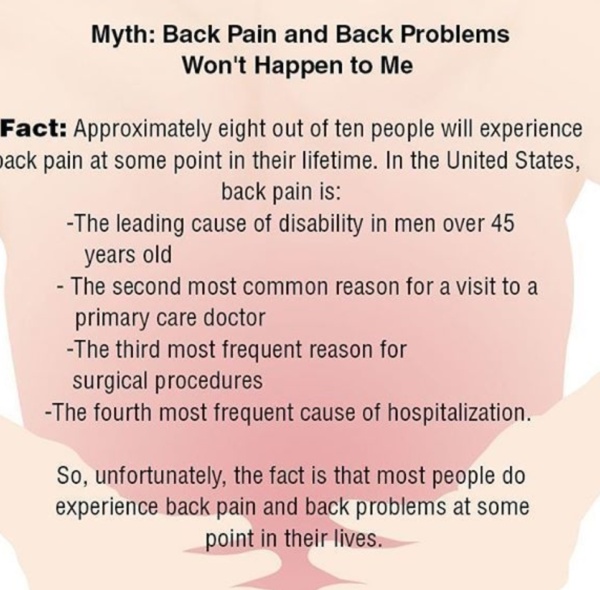 Myth: Back Pain and Back Problems
Won't Happen to Me
Fact: Approximately eight out of ten people will experience
back pain at some point in their lifetime. In the United States,
back pain is:
-The leading cause of disability in men over 45
years old
- The second most common reason for a visit to a
primary care doctor
-The third most frequent reason for
surgical procedures
-The fourth most frequent cause of hospitalization.
So, unfortunately, the fact is that most people do
experience back pain and back problems at some
point in their lives.